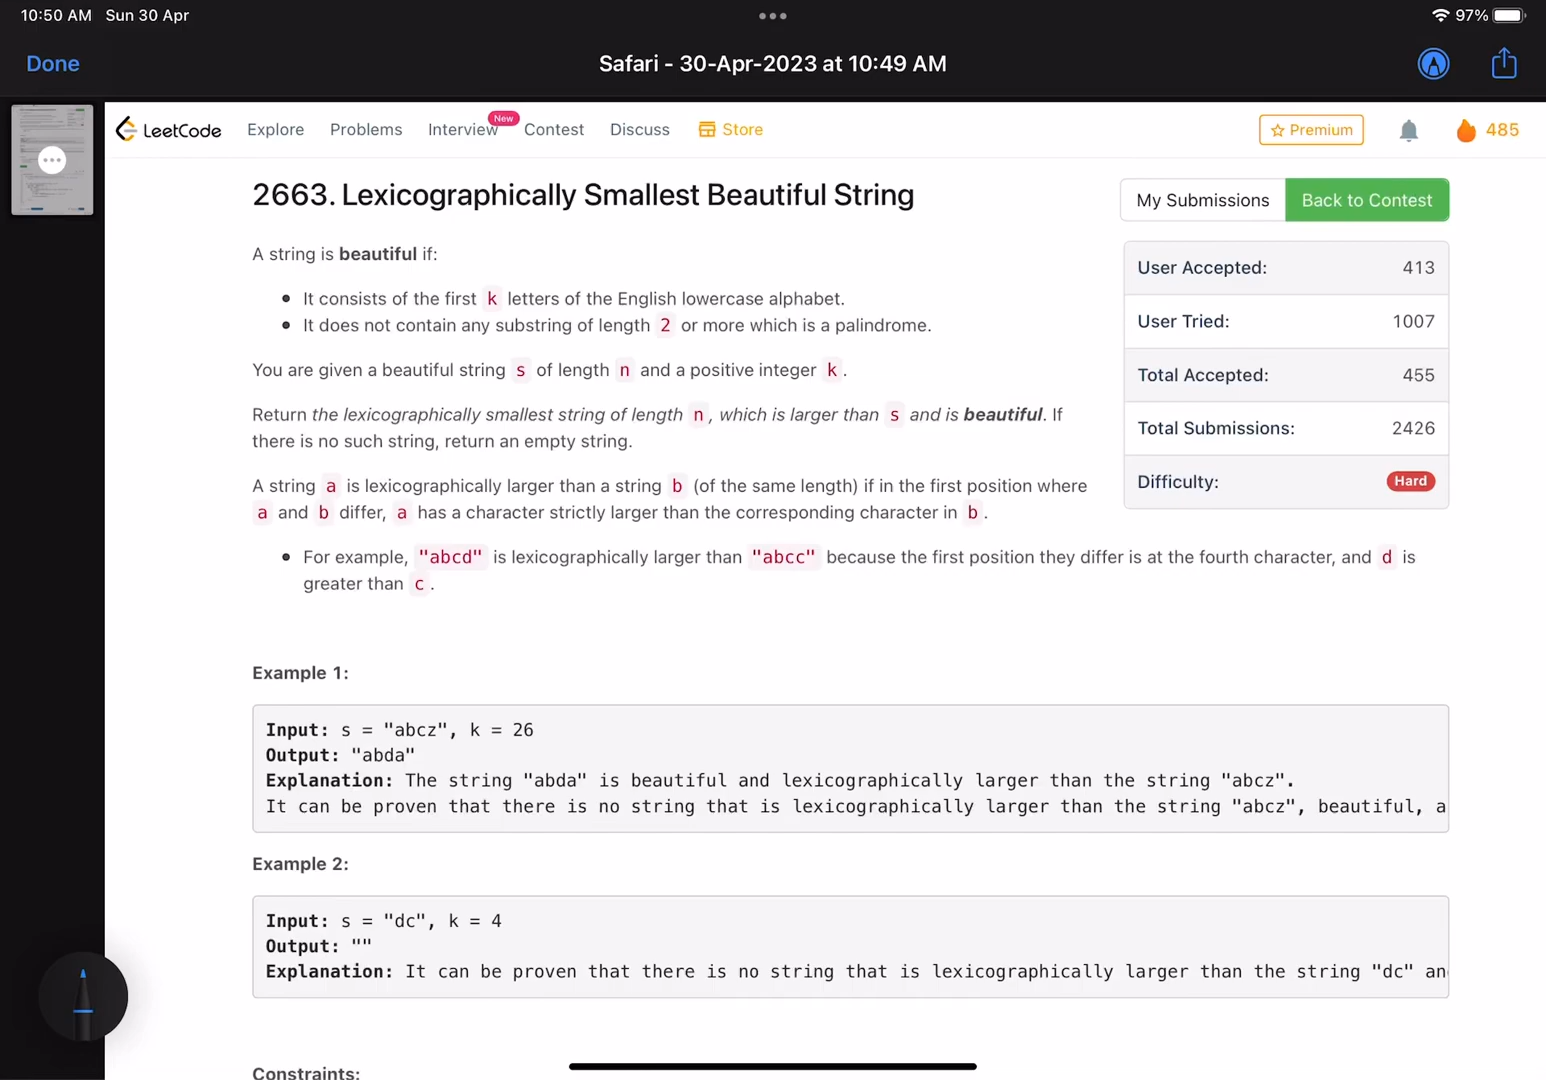 10:50 AM Sun 30 Apr
97%
Done
Safari - 30-Apr-2023 at 10:49 AM
LeetCode Explore Problems Interview New Contest Discuss Store Premium 485
2663. Lexicographically Smallest Beautiful String
My Submissions Back to Contest
A string is beautiful if:
It consists of the first k letters of the English lowercase alphabet.
It does not contain any substring of length 2 or more which is a palindrome.
You are given a beautiful string s of length n and a positive integer k.
Return the lexicographically smallest string of length n, which is larger than s and is beautiful. If
there is no such string, return an empty string.
A string a is lexicographically larger than a string b (of the same length) if in the first position where
a and b differ, a has a character strictly larger than the corresponding character in b.
For example, "abcd" is lexicographically larger than "abcc" because the first position they differ is at the fourth character, and d is
greater than c.
User Accepted: 413
User Tried: 1007
Total Accepted: 455
Total Submissions: 2426
Difficulty: Hard
Example 1:
Input: s = "abcz", k = 26
Output: "abda"
Explanation: The string "abda" is beautiful and lexicographically larger than the string "abcz".
It can be proven that there is no string that is lexicographically larger than the string "abcz", beautiful, a
Example 2:
Input: s = "dc", k = 4
Output: ""
Explanation: It can be proven that there is no string that is lexicographically larger than the string "dc" an
Constraints: